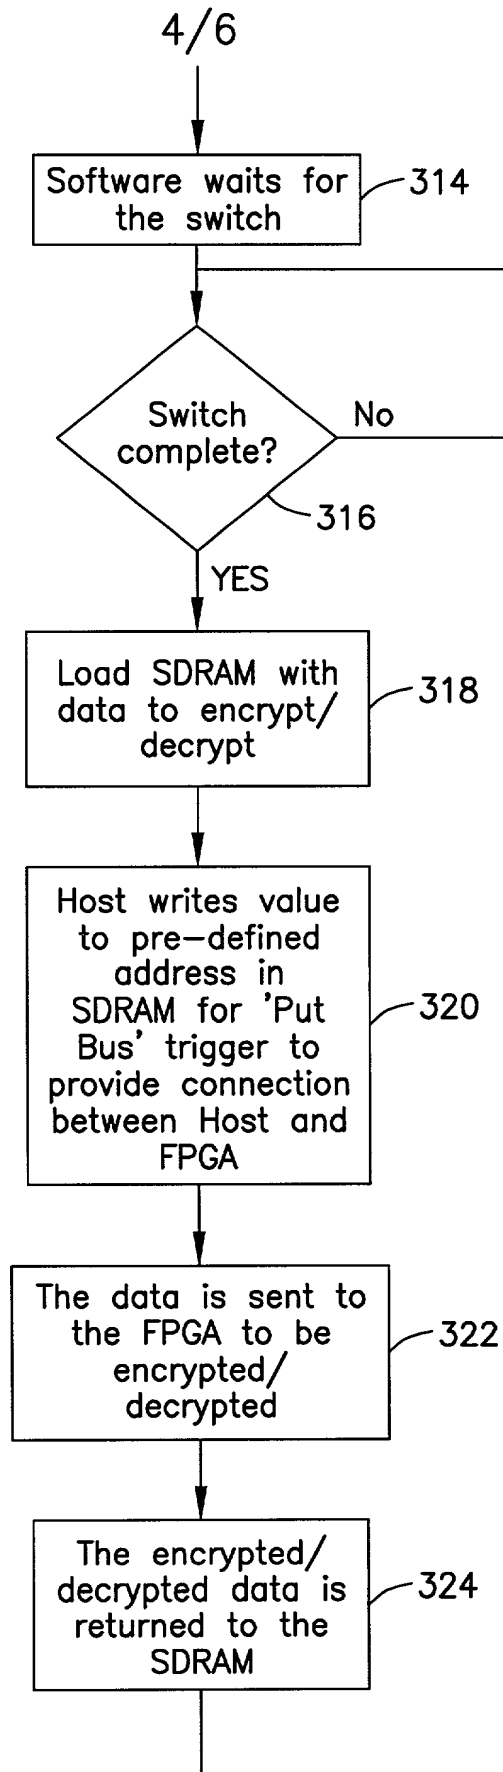 4/6
Software waits for
the switch
314
Switch
complete?
No
316
YES
Load SDRAM with
data to encrypt/
decrypt
318
Host writes value
to pre-defined
address in
SDRAM for 'Put
Bus' trigger to
provide connection
between Host and
FPGA
320
The data is sent to
the FPGA to be
encrypted/
decrypted
322
The encrypted/
decrypted data is
returned to the
SDRAM
324